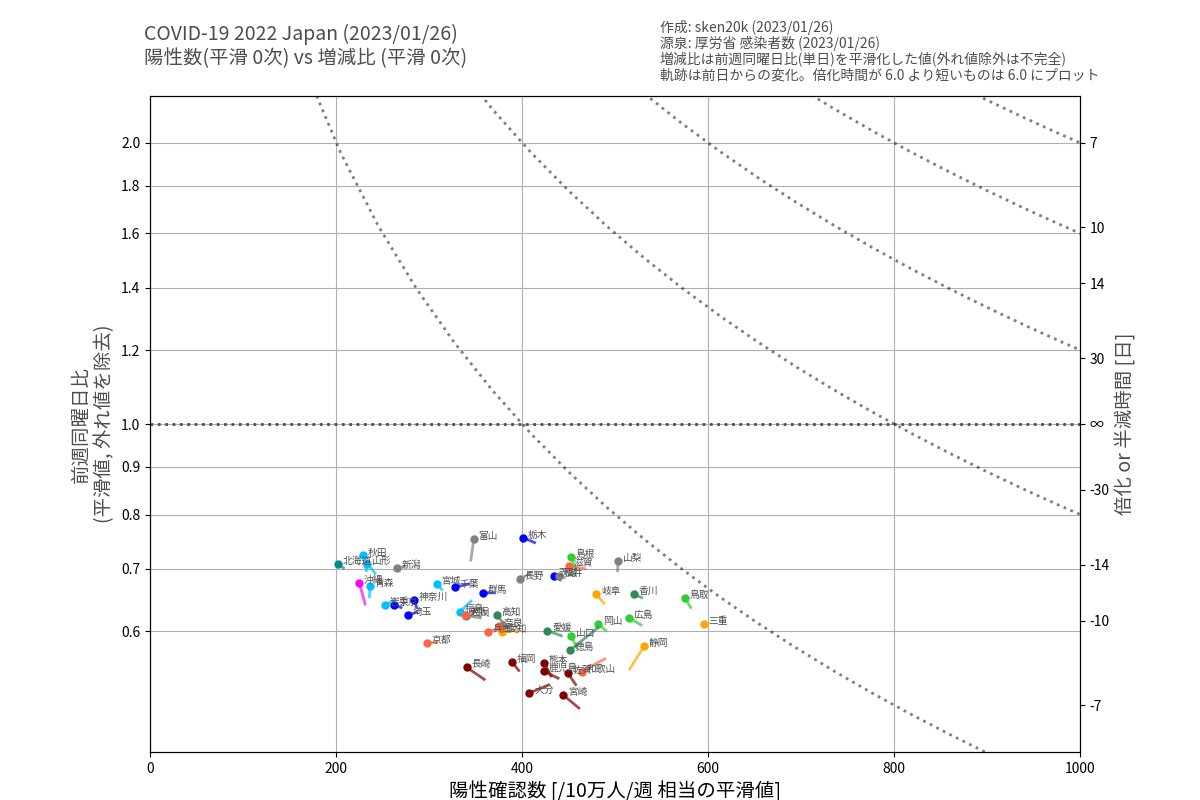 COVID-19 2022 Japan (2023/01/26)
陽性数(平滑 0次) vs 増減比 (平滑 0次)
作成: sken20k (2023/01/26)
源泉: 厚労省 感染者数 (2023/01/26)
増減比は前週同曜日比(単日)を平滑化した値(外れ値除外は不完全)
軌跡は前日からの変化。倍化時間が 6.0 より短いものは 6.0 にプロット
2.0
1.8
1.6
1.4
1.2
1.0
0.9
0.8
0.7
0.6
前週同曜日比
(平滑値, 外れ値を除去)
7
10
14
30
∞
-30
-14
-10
-7
倍化 or 半減時間 [日]
富山
栃木
秋田
北海道
山形
新潟
島根
滋賀
山梨
沖縄
青森
宮城
千葉
群馬
長野
岐阜
香川
鳥取
神奈川
埼玉
高知
奈良
愛媛
山口
岡山
広島
三重
徳島
静岡
京都
長崎
福岡
熊本
鹿児島
和歌山
大分
宮崎
0
200
400
600
800
1000
陽性確認数 [/10万人/週 相当の平滑値]